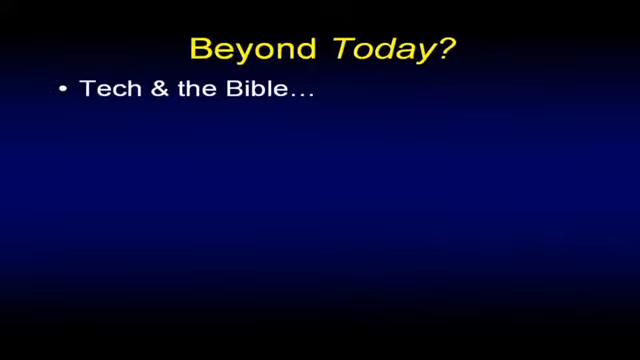 Beyond Today?
• Tech & the Bible…